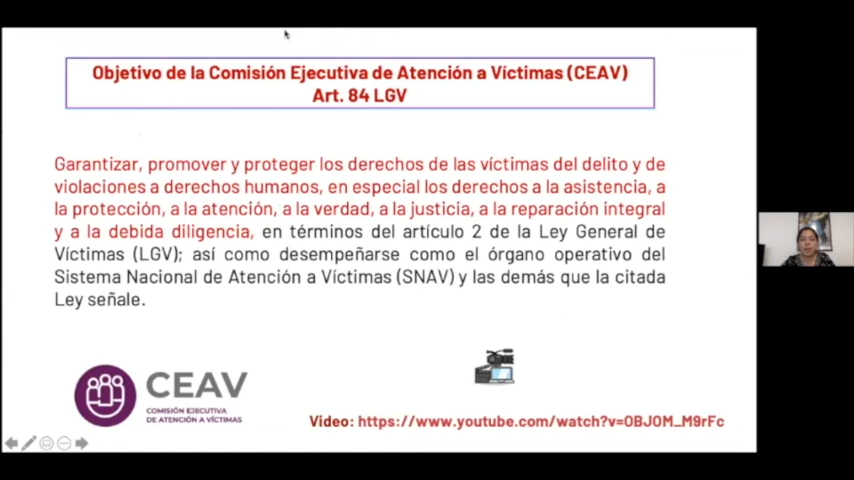 Objetivo de la Comisión Ejecutiva de Atención a Víctimas (CEAV)
Art. 84 LGV
Garantizar, promover y proteger los derechos de las víctimas del delito y de
violaciones a derechos humanos, en especial los derechos a la asistencia, a
la protección, a la atención, a la verdad, a la justicia, a la reparación integral
y a la debida diligencia, en términos del artículo 2 de la Ley General de
Víctimas (LGV); así como desempeñarse como el órgano operativo del
Sistema Nacional de Atención a Víctimas (SNAV) y las demás que la citada
Ley señale.
CEAV
COMISIÓN EJECUTIVA
DE ATENCIÓN A VÍCTIMAS
Video: https://www.youtube.com/watch?v=OBJOM_M9rFc